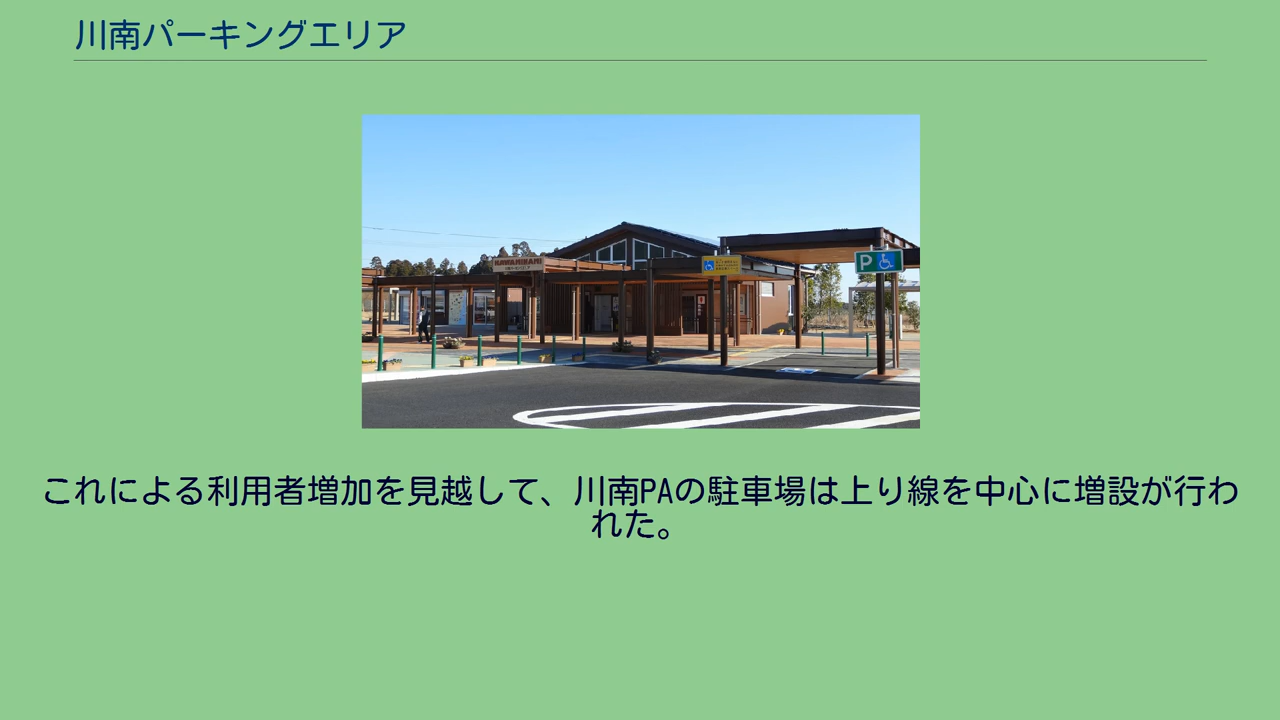 川南パーキングエリア
KAWAMINAMI
P
これによる利用者増加を見越して、川南PAの駐車場は上り線を中心に増設が行わ
れた。